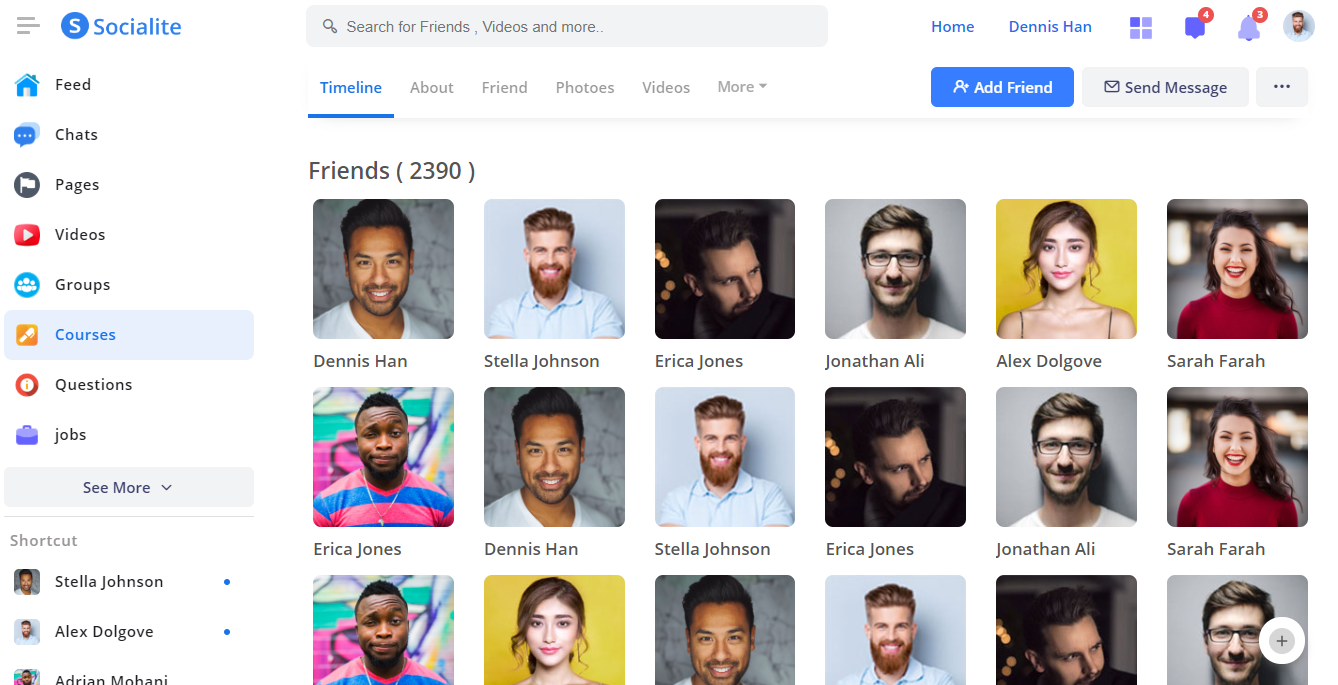 S Socialite
Search for Friends , Videos and more..
Home
Dennis Han
4
3
Feed
Chats
Pages
Videos
Groups
Courses
Questions
jobs
See More
Shortcut
Stella Johnson
Alex Dolgove
Adrian Mohani
Timeline
About
Friend
Photoes
Videos
More
Add Friend
Send Message
Friends ( 2390 )
Dennis Han
Stella Johnson
Erica Jones
Jonathan Ali
Alex Dolgove
Sarah Farah
Erica Jones
Dennis Han
Stella Johnson
Erica Jones
Jonathan Ali
Sarah Farah